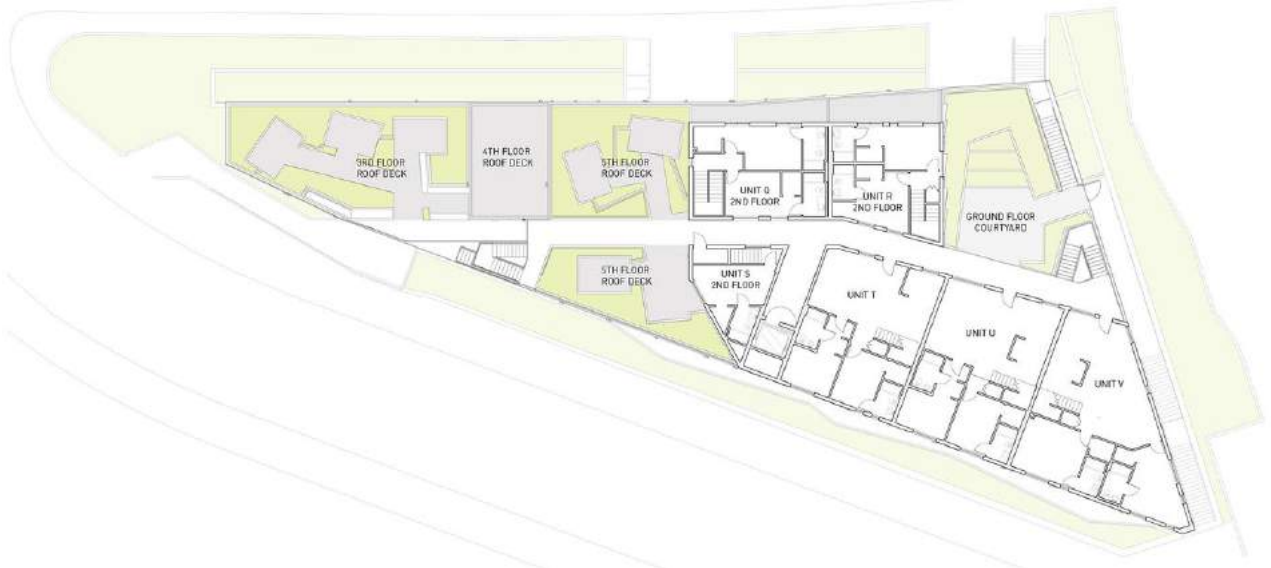 3RD FLOOR
ROOF DECK
4TH FLOOR
ROOF DECK
5TH FLOOR
ROOF DECK
UNIT Q
2ND FLOOR
UNIT R
2ND FLOOR
GROUND FLOOR
COURTYARD
5TH FLOOR
ROOF DECK
UNIT S
2ND FLOOR
UNIT T
UNIT U
UNIT V